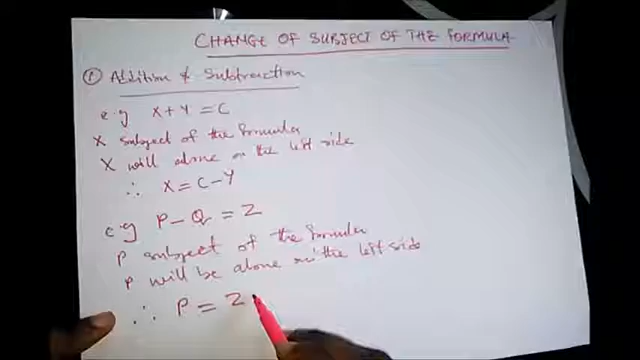 CHANGE OF SUBJECT OF THE FORMULA
① Addition & Subtraction
e.g X + Y = C
X subject of the formula
X will alone on the left side
∴ X = C - Y
e.g P - Q = Z
P subject of the formula
P will be alone on the left side
∴ P = Z